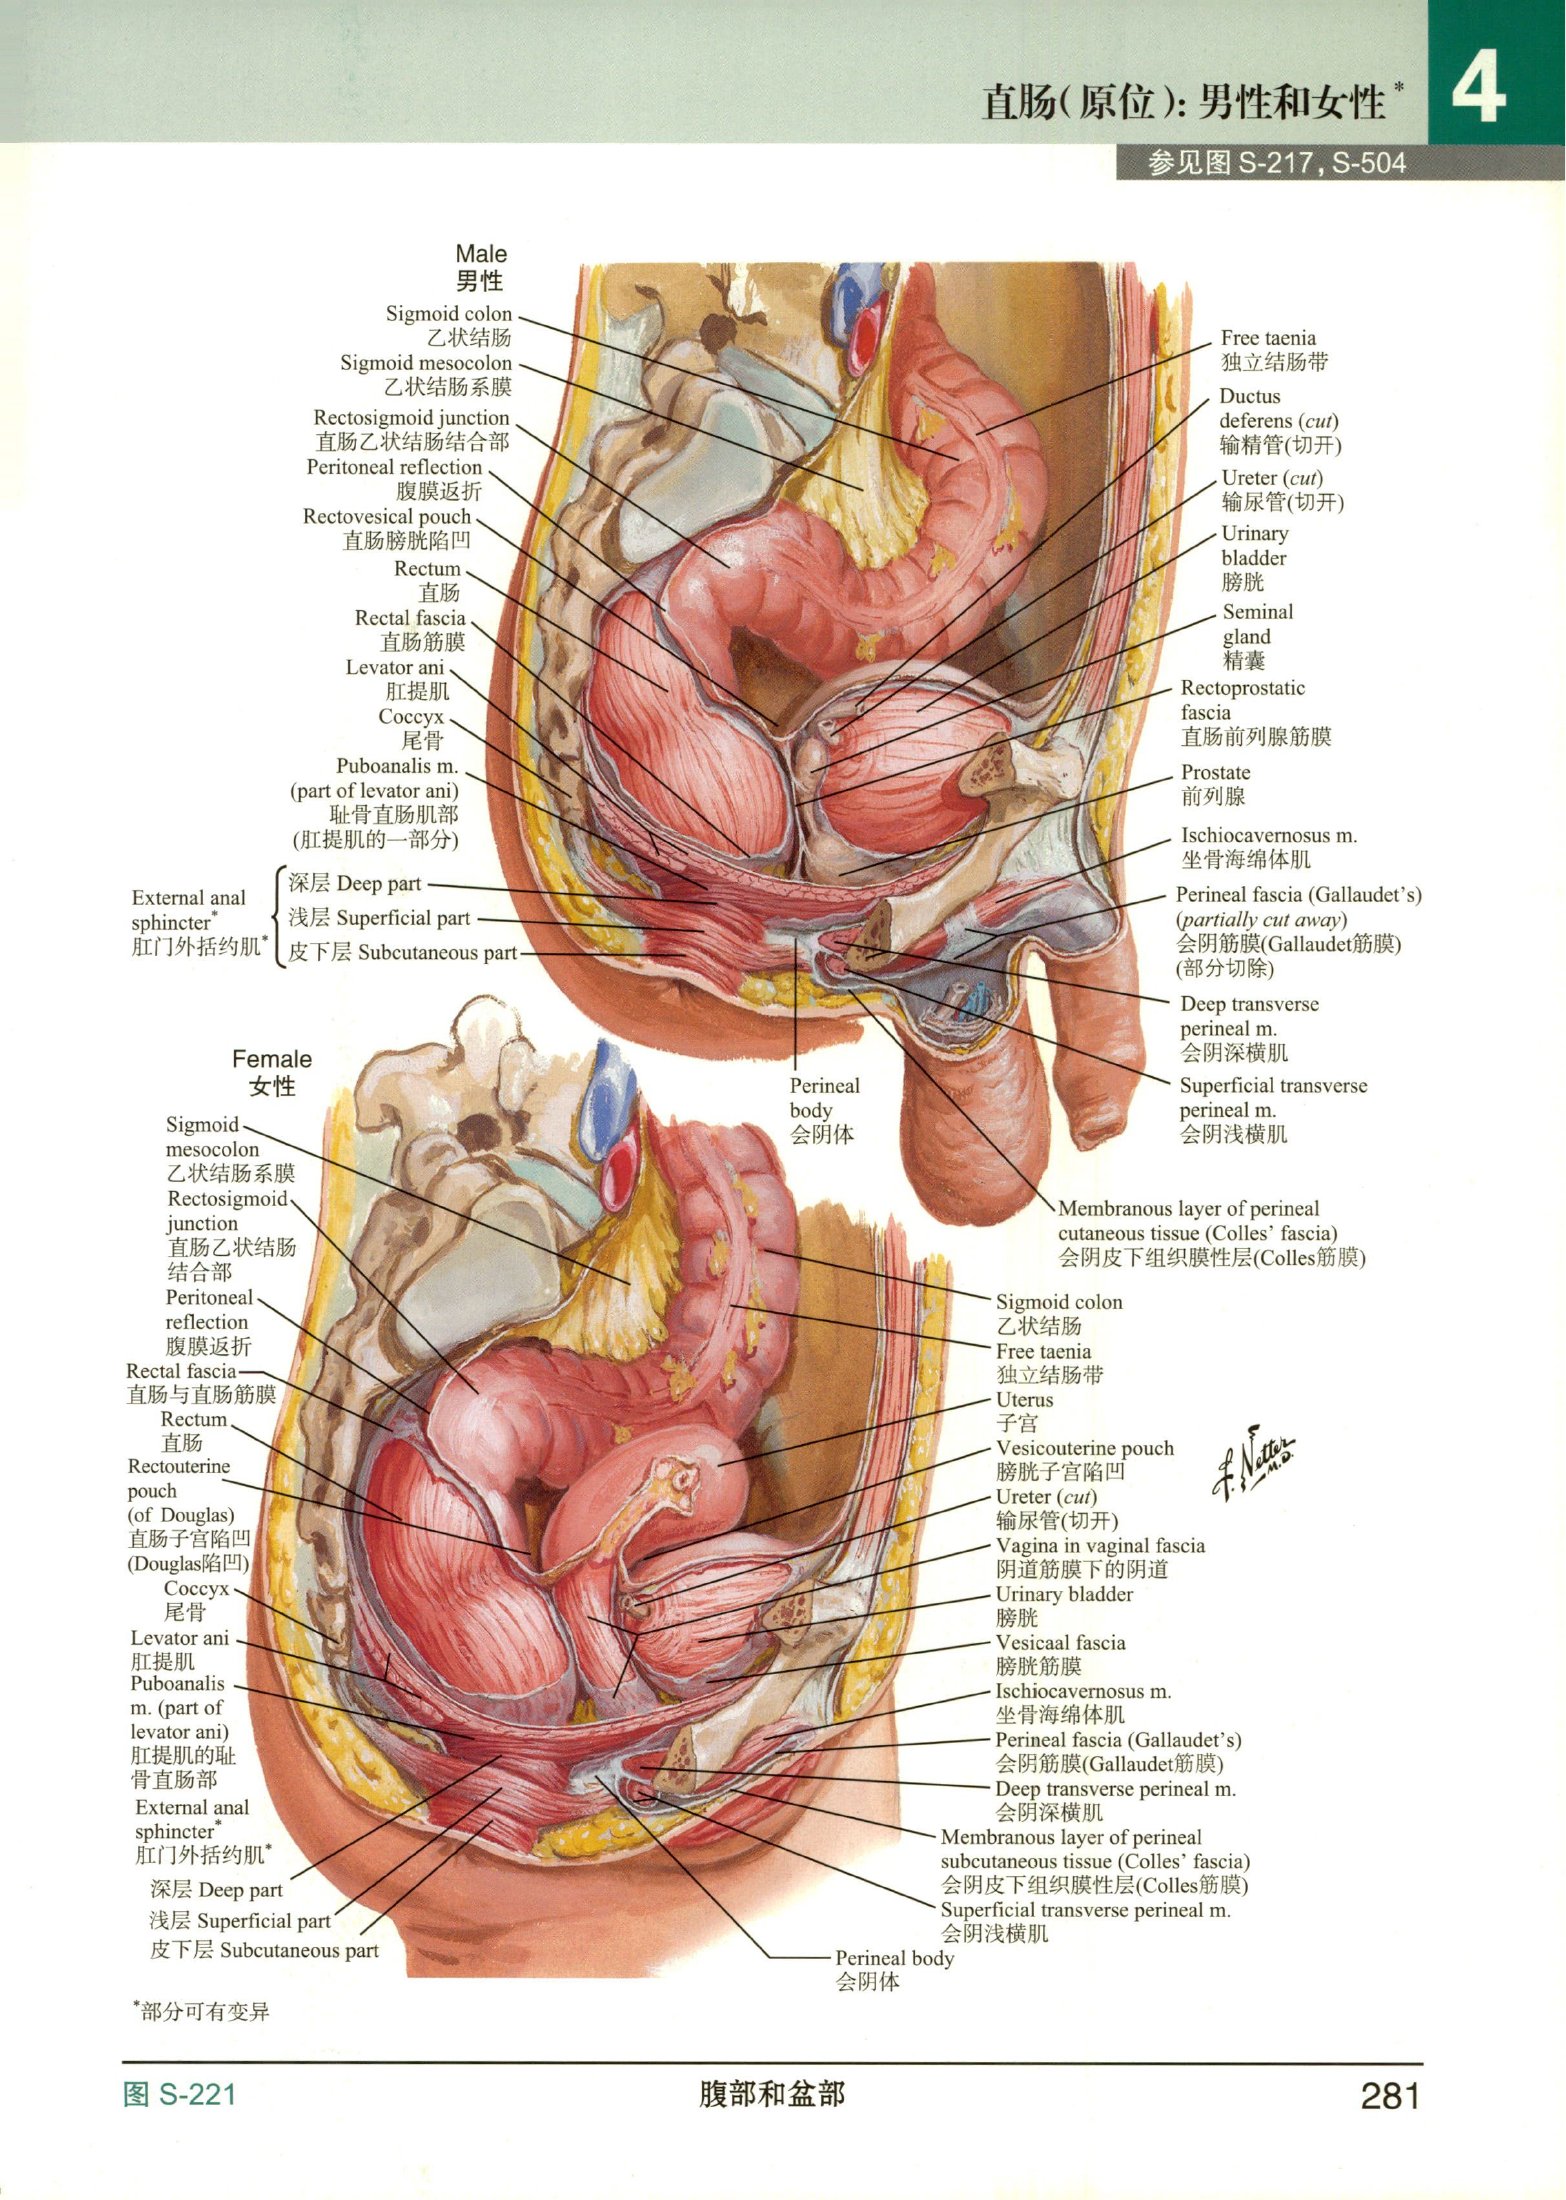 直肠(原位):男性和女性*
4
参见图 S-217, S-504
Male
男性
Sigmoid colon
乙状结肠
Sigmoid mesocolon
乙状结肠系膜
Rectosigmoid junction
直肠乙状结肠结合部
Peritoneal reflection
腹膜返折
Rectovesical pouch
直肠膀胱陷凹
Rectum
直肠
Rectal fascia
直肠筋膜
Levator ani
肛提肌
Coccyx
尾骨
Puboanalis m.
(part of levator ani)
耻骨直肠肌部
(肛提肌的一部分)
External anal
sphincter*
肛门外括约肌*
深层 Deep part
浅层 Superficial part
皮下层 Subcutaneous part
Free taenia
独立结肠带
Ductus
deferens (cut)
输精管(切开)
Ureter (cut)
输尿管(切开)
Urinary
bladder
膀胱
Seminal
gland
精囊
Rectoprostatic
fascia
直肠前列腺筋膜
Prostate
前列腺
Ischiocavernosus m.
坐骨海绵体肌
Perineal fascia (Gallaudet's)
(partially cut away)
会阴筋膜(Gallaudet筋膜)
(部分切除)
Deep transverse
perineal m.
会阴深横肌
Superficial transverse
perineal m.
会阴浅横肌
Perineal
body
会阴体
Membranous layer of perineal
cutaneous tissue (Colles' fascia)
会阴皮下组织膜性层(Colles筋膜)
Female
女性
Sigmoid
mesocolon
乙状结肠系膜
Rectosigmoid
junction
直肠乙状结肠
结合部
Peritoneal
reflection
腹膜返折
Rectal fascia
直肠与直肠筋膜
Rectum
直肠
Rectouterine
pouch
(of Douglas)
直肠子宫陷凹
(Douglas陷凹)
Coccyx
尾骨
Levator ani
肛提肌
Puboanalis
m. (part of
levator ani)
肛提肌的耻
骨直肠部
External anal
sphincter*
肛门外括约肌*
深层 Deep part
浅层 Superficial part
皮下层 Subcutaneous part
Sigmoid colon
乙状结肠
Free taenia
独立结肠带
Uterus
子宫
Vesicouterine pouch
膀胱子宫陷凹
Ureter (cut)
输尿管(切开)
Vagina in vaginal fascia
阴道筋膜下的阴道
Urinary bladder
膀胱
Vesicaal fascia
膀胱筋膜
Ischiocavernosus m.
坐骨海绵体肌
Perineal fascia (Gallaudet's)
会阴筋膜(Gallaudet筋膜)
Deep transverse perineal m.
会阴深横肌
Membranous layer of perineal
subcutaneous tissue (Colles' fascia)
会阴皮下组织膜性层(Colles筋膜)
Superficial transverse perineal m.
会阴浅横肌
Perineal body
会阴体
F. Netter
M.D.
*部分可有变异
图 S-221
腹部和盆部
281